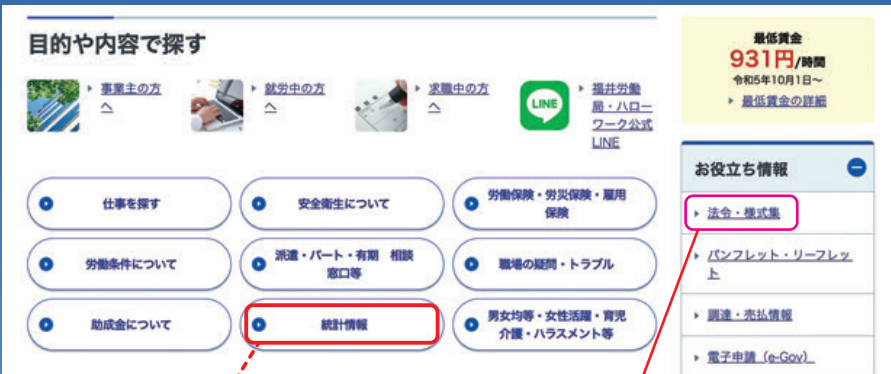 目的や内容で探す
事業主の方
へ
就労中の方
へ
求職中の方
へ
LINE
福井労働
局・ハロー
ワーク公式
LINE
仕事を探す
安全衛生について
労働保険・労災保険・雇用
保険
労働条件について
派遣・パート・有期 相談
窓口等
職場の疑問・トラブル
助成金について
統計情報
男女均等・女性活躍・育児
介護・ハラスメント等
最低賃金
931円/時間
令和5年10月1日~
最低賃金の詳細
お役立ち情報
法令・様式集
パンフレット・リーフレッ
ト
調達・売払情報
電子申請(e-Gov)